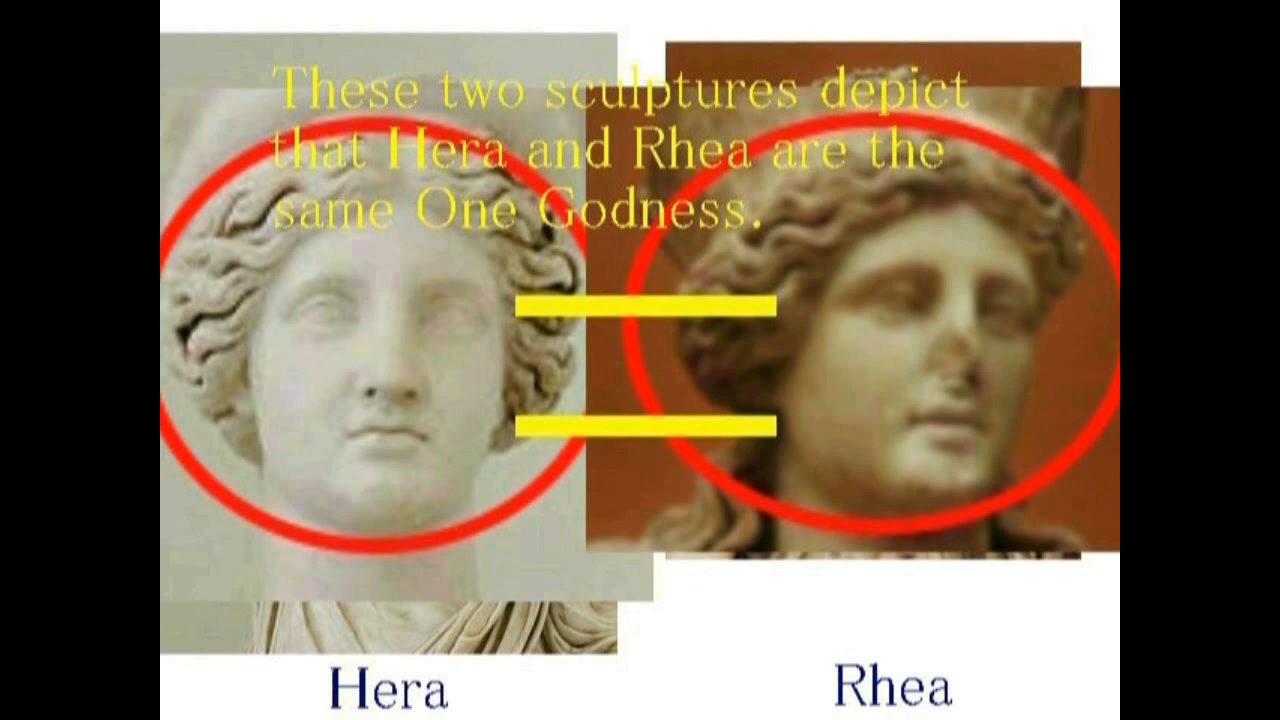 These two sculptures depict
that Hera and Rhea are the
same One Godness.
Hera
Rhea